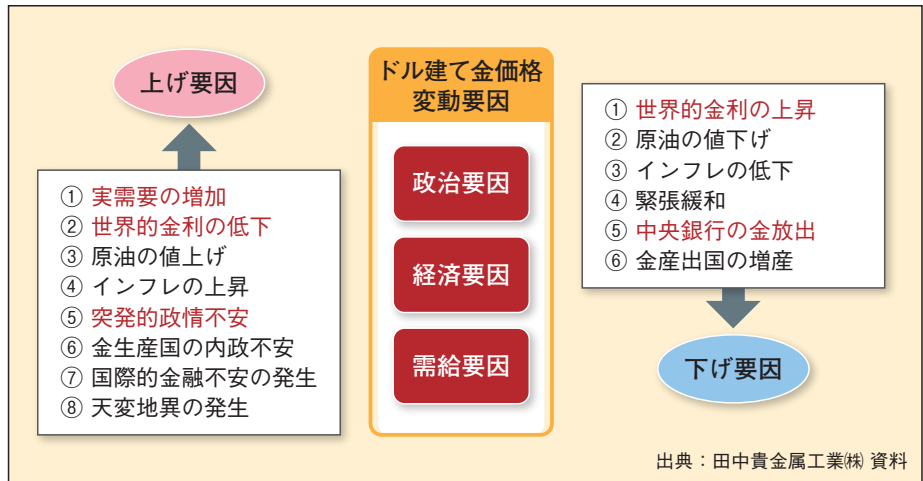 上げ要因
① 実需要の増加
② 世界的金利の低下
③ 原油の値上げ
④ インフレの上昇
⑤ 突発的政情不安
⑥ 金生産国の内政不安
⑦ 国際的金融不安の発生
⑧ 天変地異の発生
ドル建て金価格
変動要因
政治要因
経済要因
需給要因
① 世界的金利の上昇
② 原油の値下げ
③ インフレの低下
④ 緊張緩和
⑤ 中央銀行の金放出
⑥ 金産出国の増産
下げ要因
出典：田中貴金属工業㈱ 資料